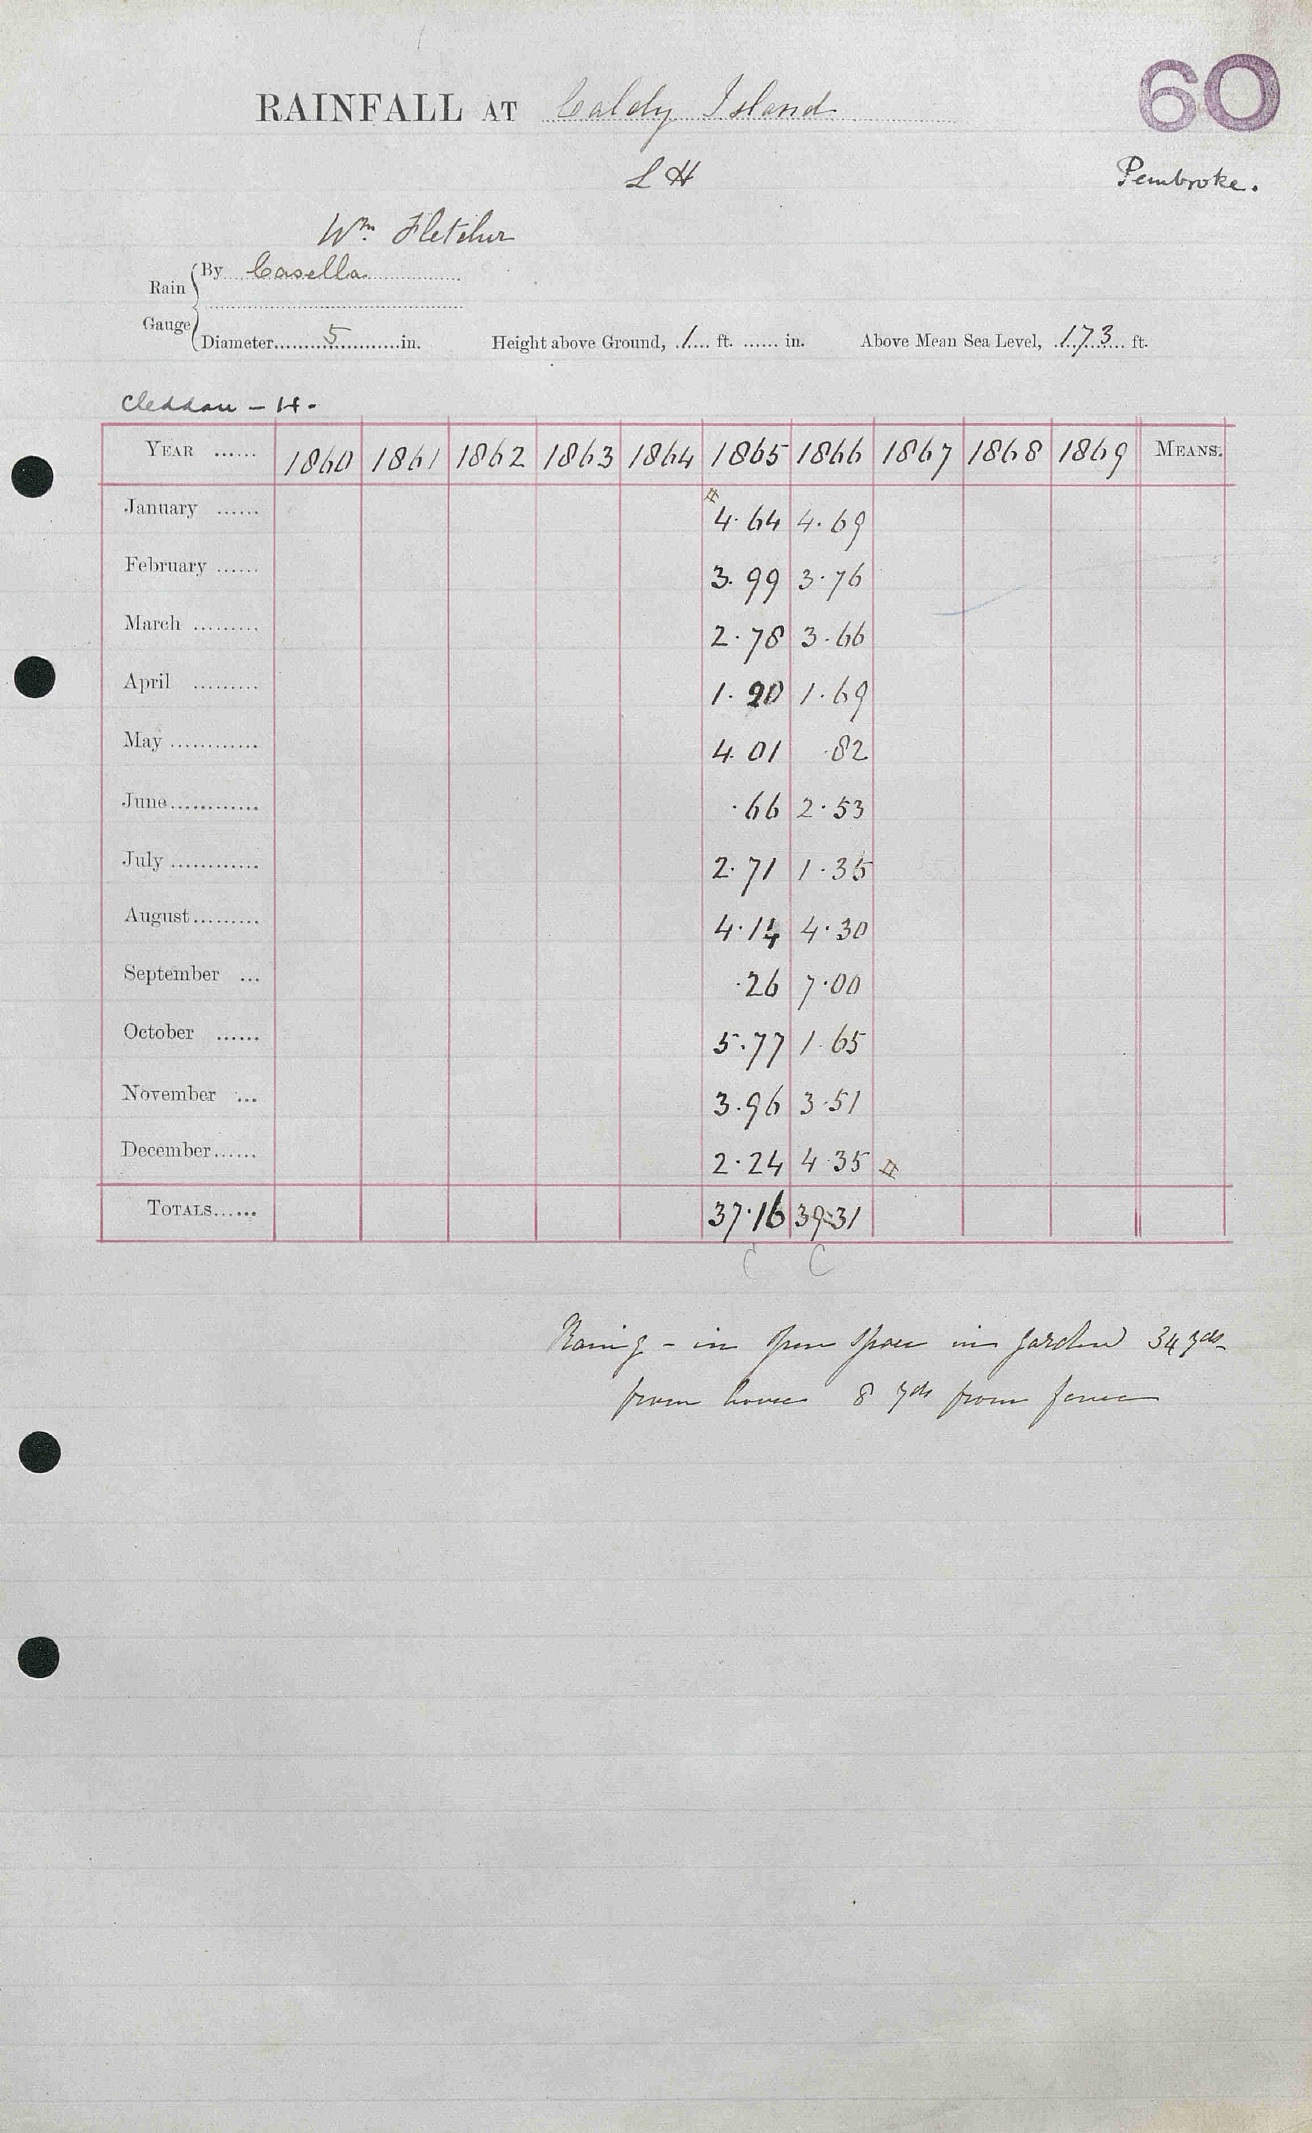 60
RAINFALL AT Caldy Island
L H
Pembroke.
Wm. Fletcher
Rain Gauge
By Casella
Diameter 5 in. Height above Ground, 1 ft. in. Above Mean Sea Level, 173 ft.
Cleddau - H.
YEAR 1860 1861 1862 1863 1864 1865 1866 1867 1868 1869 MEANS.
January # 4.64 4.69
February 3.99 3.76
March 2.78 3.66
April 1.90 1.69
May 4.01 .82
June .66 2.53
July 2.71 1.35
August 4.14 4.30
September .26 7.00
October 5.77 1.65
November 3.96 3.51
December 2.24 4.35 #
TOTALS 37.16 39.31
C C
Raing - in open space in garden 34 yds
from house 8 yds from fence